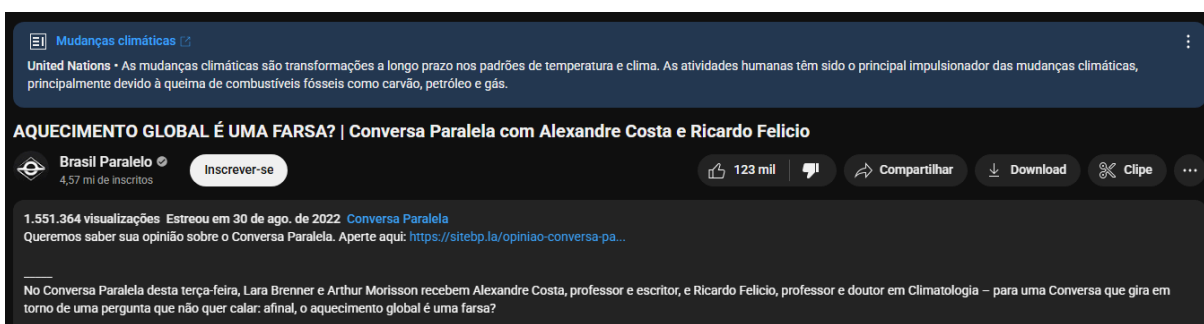 Mudanças climáticas
United Nations • As mudanças climáticas são transformações a longo prazo nos padrões de temperatura e clima. As atividades humanas têm sido o principal impulsionador das mudanças climáticas,
principalmente devido à queima de combustíveis fósseis como carvão, petróleo e gás.
AQUECIMENTO GLOBAL É UMA FARSA? | Conversa Paralela com Alexandre Costa e Ricardo Felicio
Brasil Paralelo
4,57 mi de inscritos
Inscrever-se
123 mil
Compartilhar
Download
Clipe
1.551.364 visualizações Estreou em 30 de ago. de 2022 Conversa Paralela
Queremos saber sua opinião sobre o Conversa Paralela. Aperte aqui: https://sitebp.la/opiniao-conversa-pa...
_____
No Conversa Paralela desta terça-feira, Lara Brenner e Arthur Morisson recebem Alexandre Costa, professor e escritor, e Ricardo Felicio, professor e doutor em Climatologia – para uma Conversa que gira em
torno de uma pergunta que não quer calar: afinal, o aquecimento global é uma farsa?